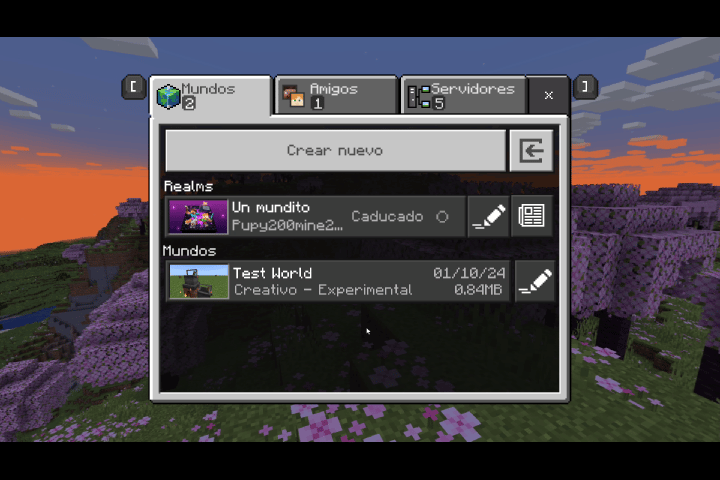 [
Mundos
2
Amigos
1
Servidores
5
×
]
Crear nuevo
Realms
Un mundito
Pupy200mine2...
Caducado
Mundos
Test World 01/10/24
Creativo - Experimental 0.84MB